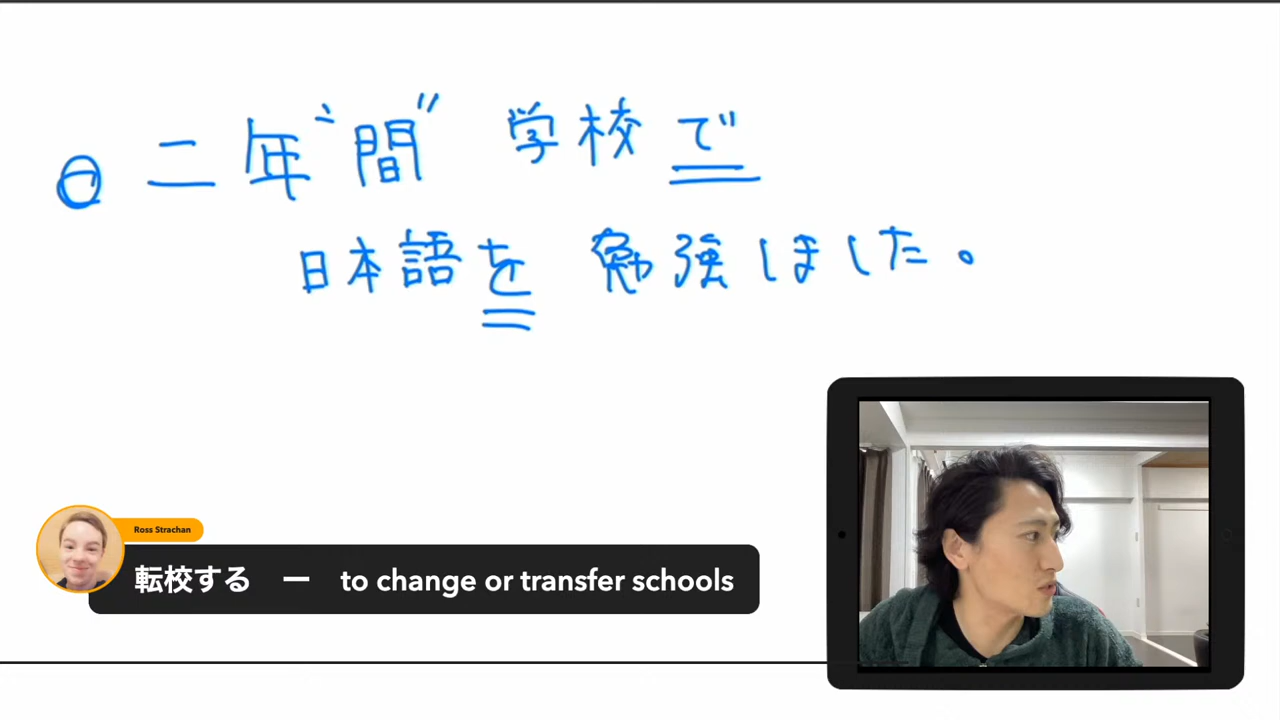 ㊀ 二年〝間〟 学校で
日本語を 勉強しました。
Ross Strachan
転校する ー to change or transfer schools